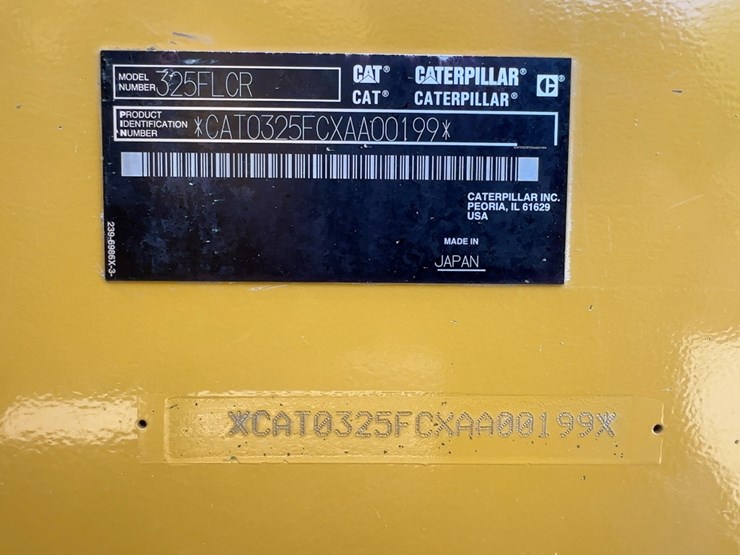 MODEL NUMBER 325FLCR
CAT® CATERPILLAR®
CAT® CATERPILLAR®
PRODUCT IDENTIFICATION NUMBER *CAT0325FCXAA00199*
CATERPILLAR INC.
PEORIA, IL 61629
USA
MADE IN
JAPAN
239-6986X-3-
*CAT0325FCXAA00199*